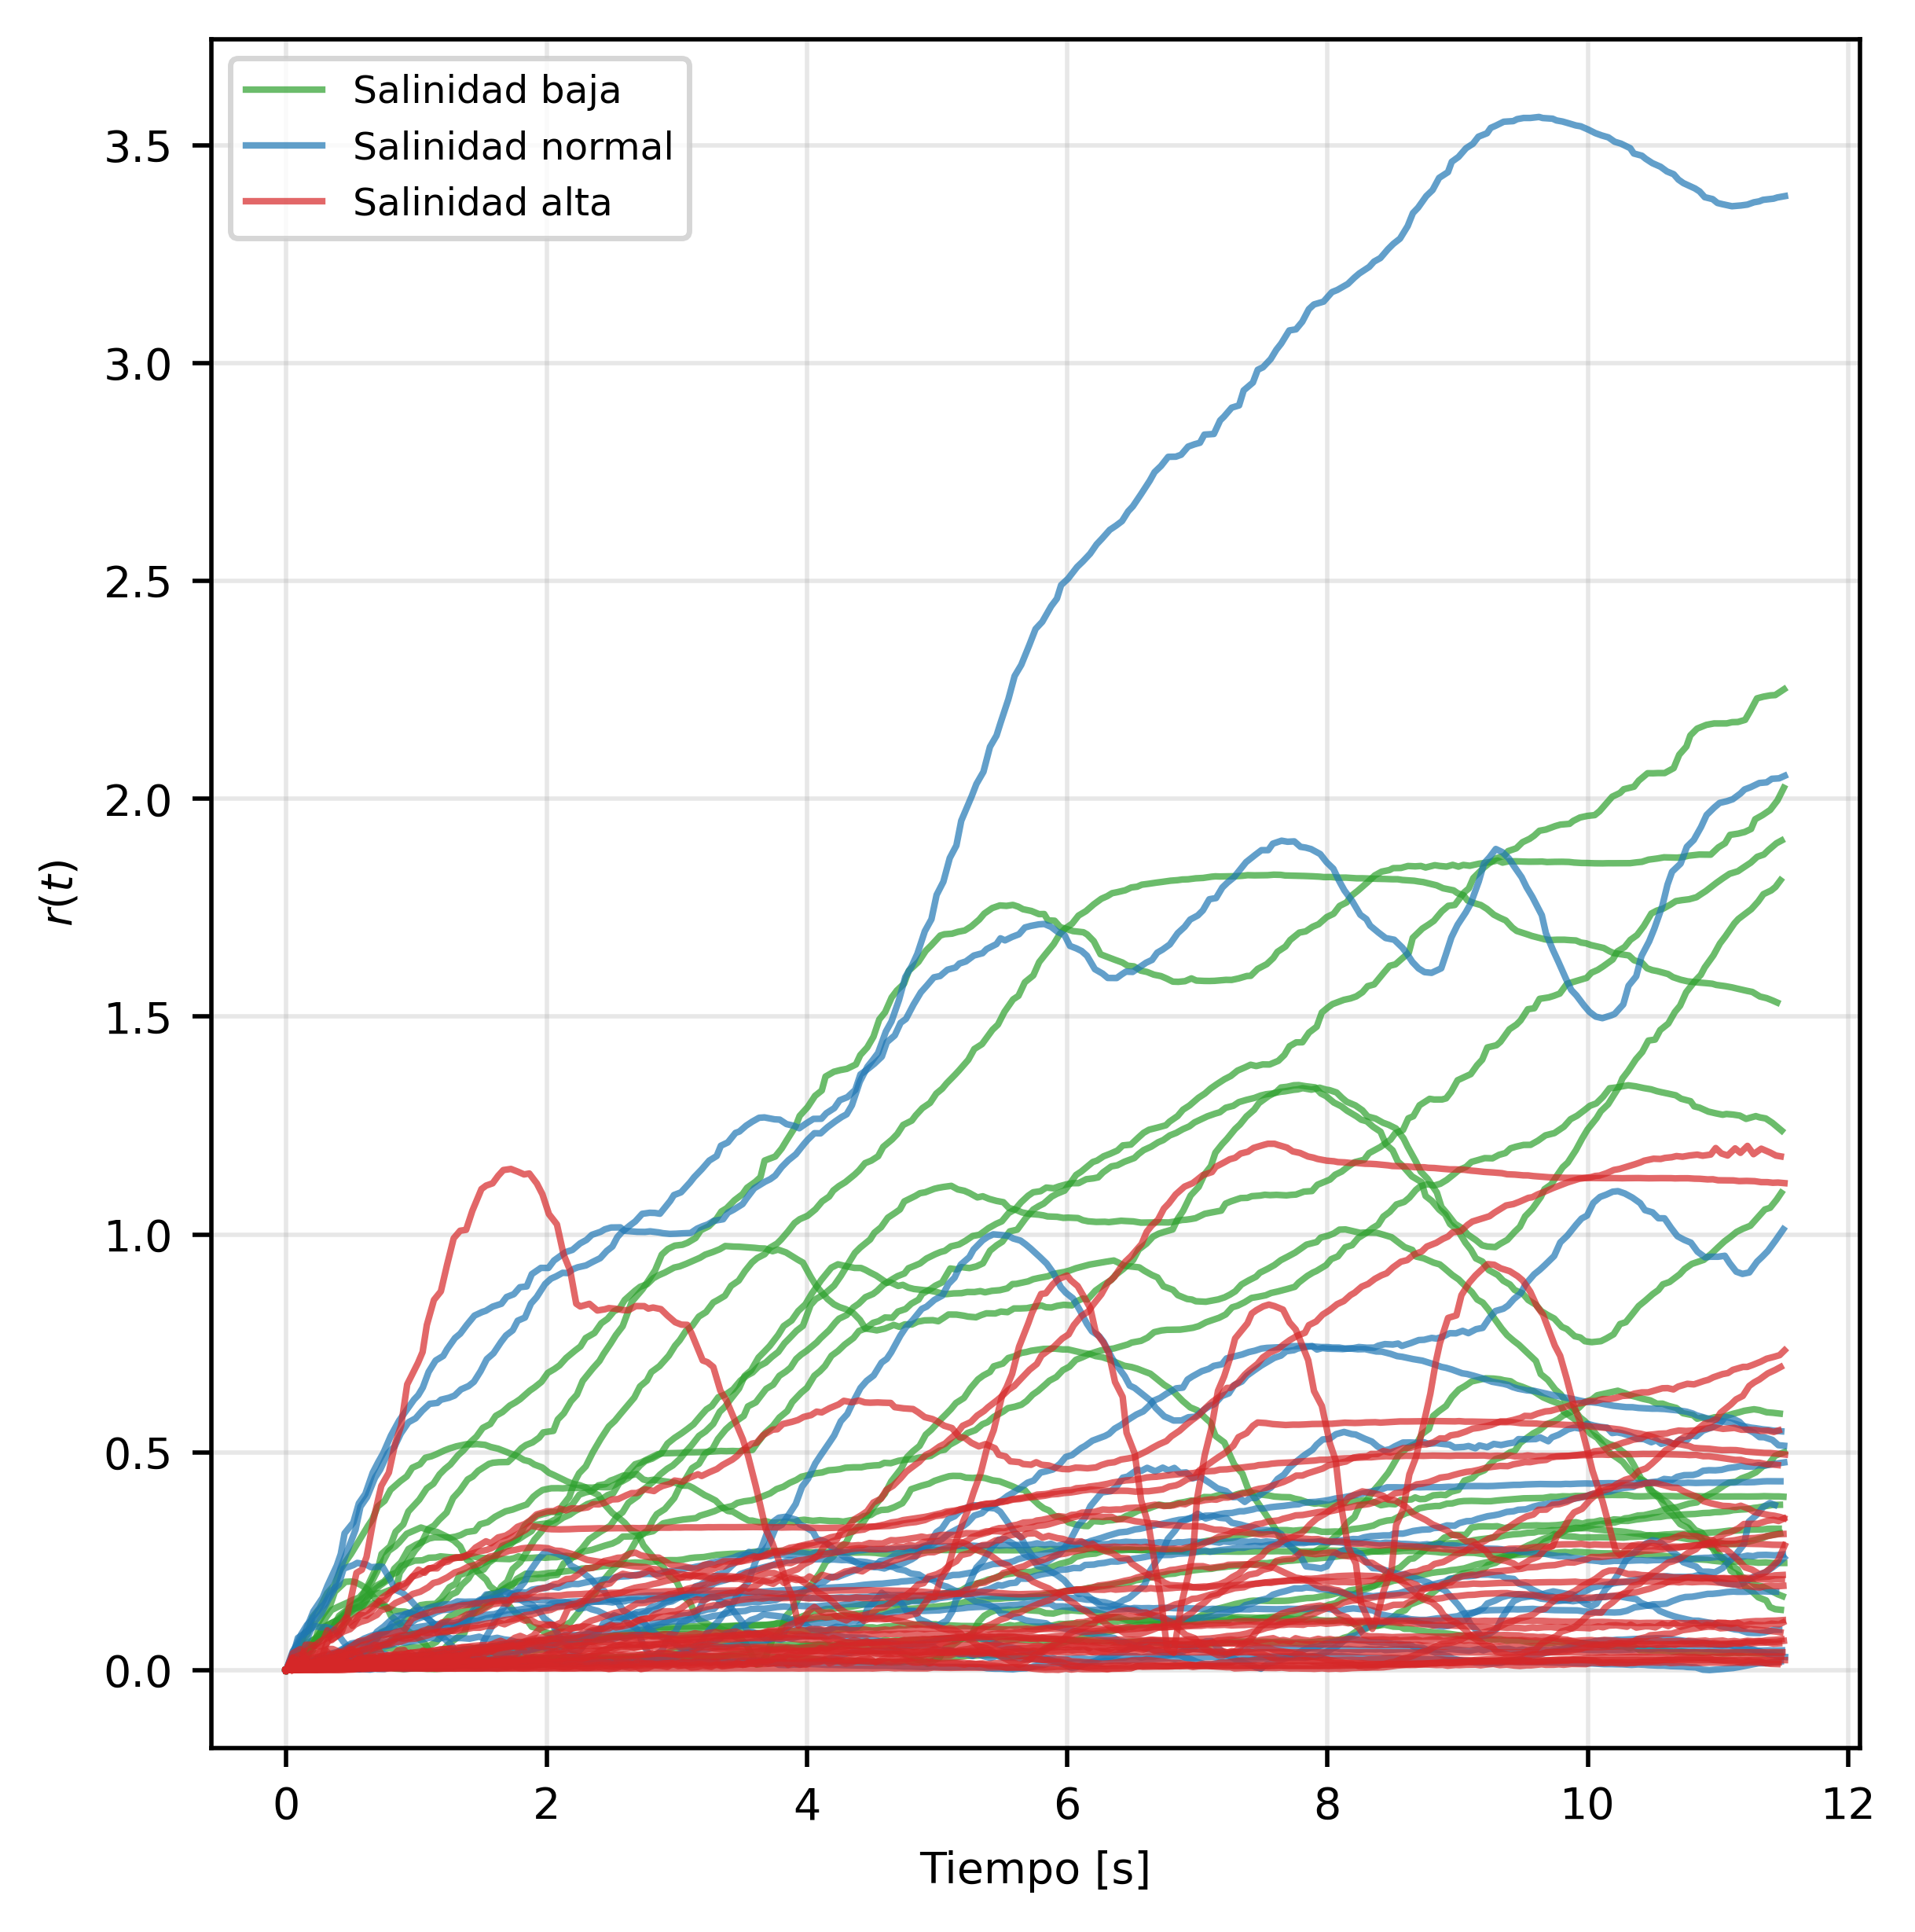 Salinidad baja
Salinidad normal
Salinidad alta
3.5
3.0
2.5
2.0
1.5
1.0
0.5
0.0
r(t)
0 2 4 6 8 10 12
Tiempo [s]